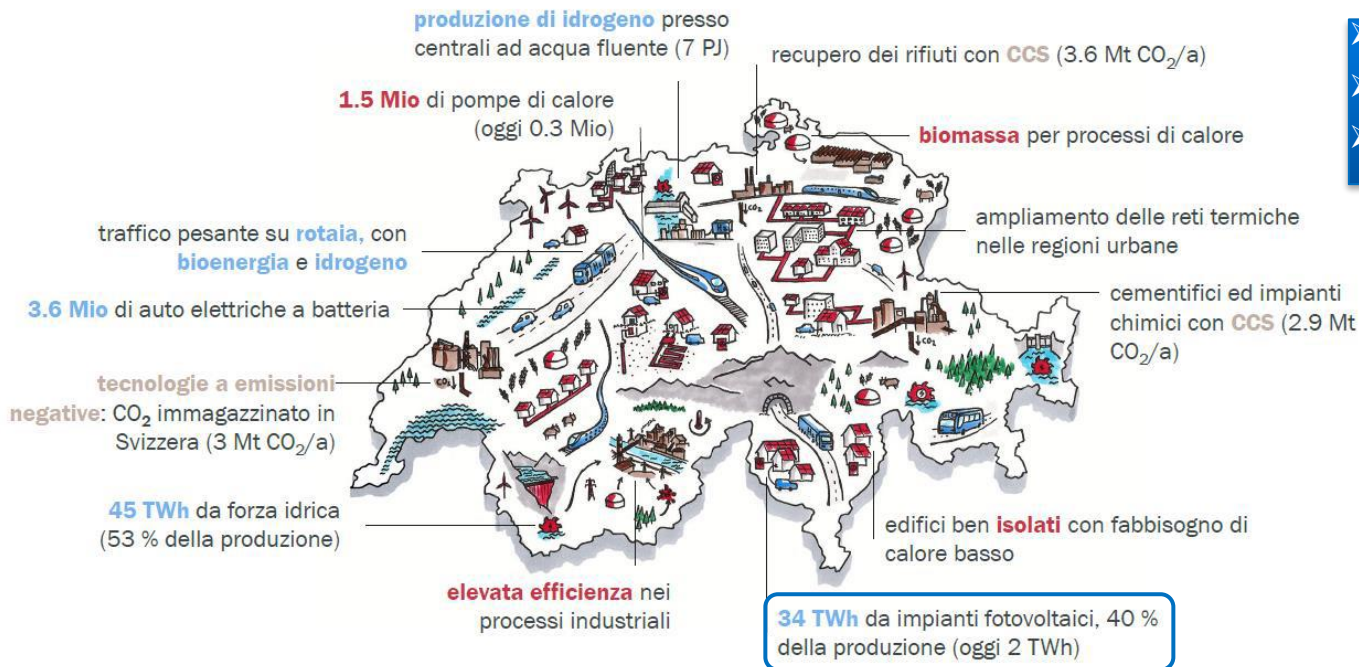 produzione di idrogeno presso
centrali ad acqua fluente (7 PJ)
recupero dei rifiuti con CCS (3.6 Mt CO₂/a)
1.5 Mio di pompe di calore
(oggi 0.3 Mio)
biomassa per processi di calore
traffico pesante su rotaia, con
bioenergia e idrogeno
ampliamento delle reti termiche
nelle regioni urbane
3.6 Mio di auto elettriche a batteria
cementifici ed impianti
chimici con CCS (2.9 Mt
CO₂/a)
tecnologie a emissioni
negative: CO₂ immagazzinato in
Svizzera (3 Mt CO₂/a)
45 TWh da forza idrica
(53 % della produzione)
edifici ben isolati con fabbisogno di
calore basso
elevata efficienza nei
processi industriali
34 TWh da impianti fotovoltaici, 40 %
della produzione (oggi 2 TWh)
CO₂
CO₂
CO₂